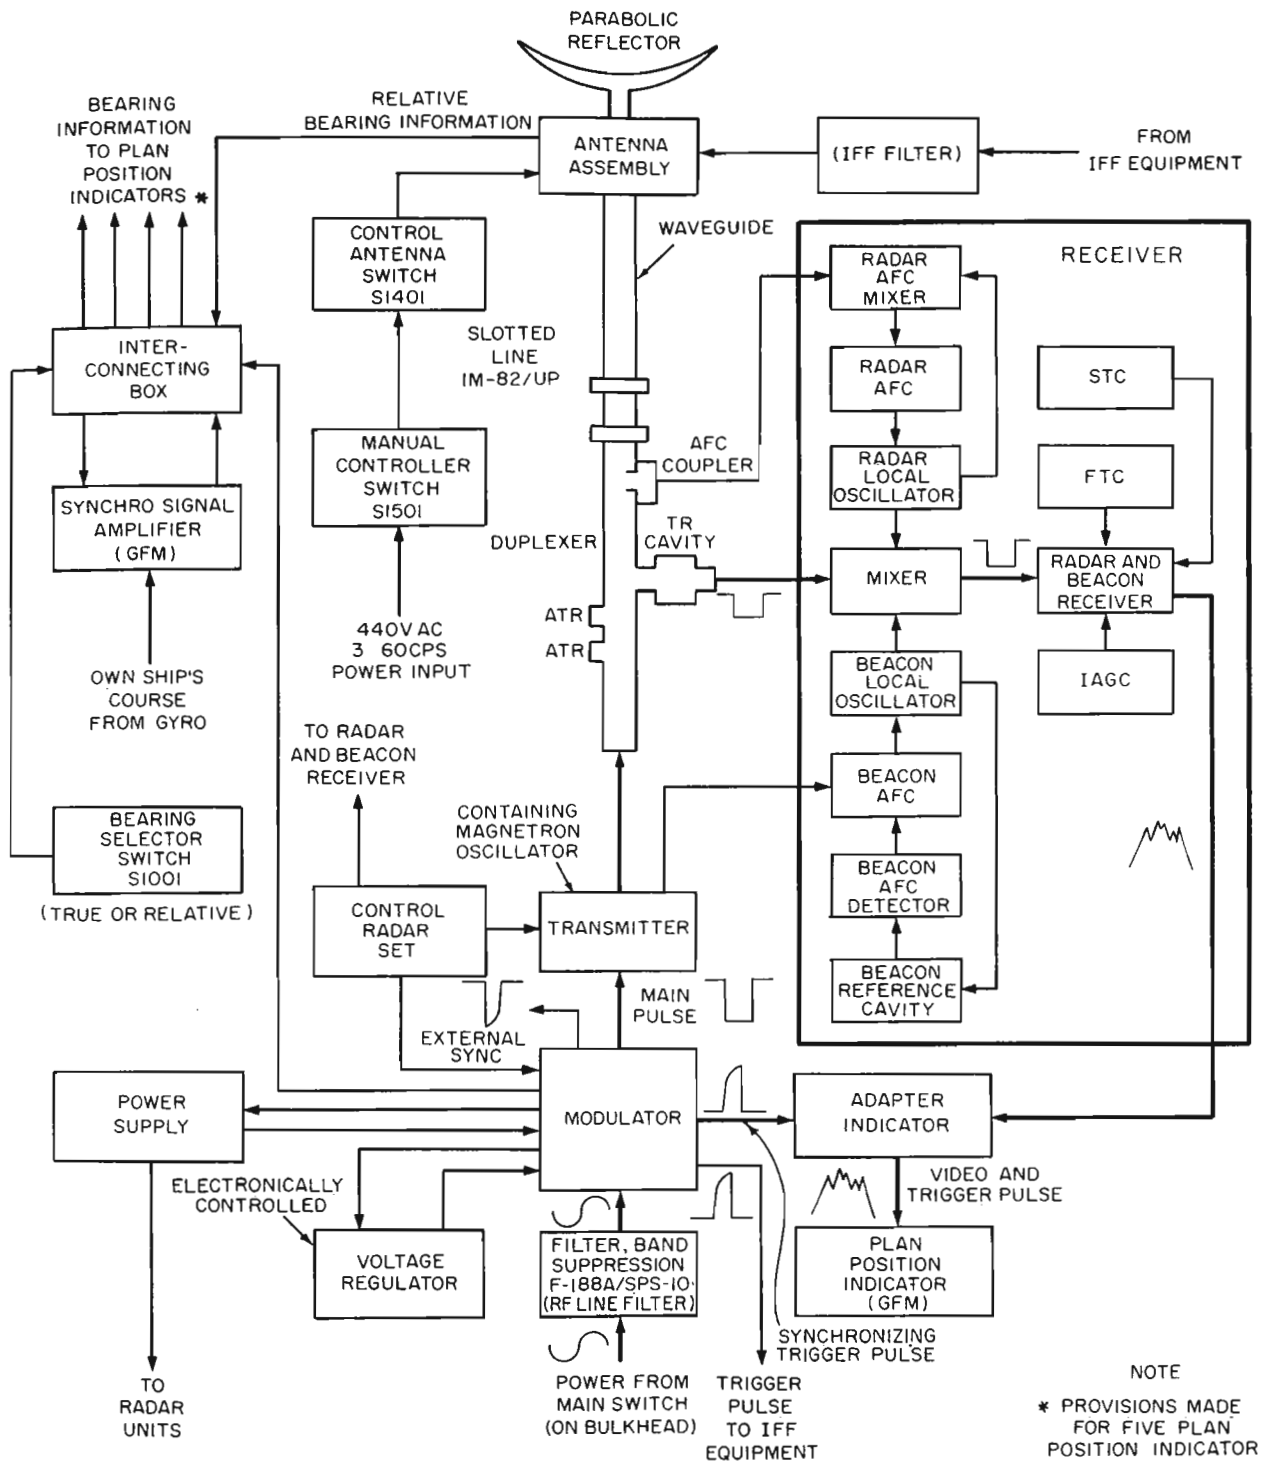 PARABOLIC
REFLECTOR
BEARING
INFORMATION
TO PLAN
POSITION
INDICATORS *
RELATIVE
BEARING INFORMATION
ANTENNA
ASSEMBLY
(IFF FILTER)
FROM
IFF EQUIPMENT
CONTROL
ANTENNA
SWITCH
S1401
WAVEGUIDE
RECEIVER
RADAR
AFC
MIXER
INTER-
CONNECTING
BOX
SLOTTED
LINE
IM-82/UP
RADAR
AFC
STC
MANUAL
CONTROLLER
SWITCH
S1501
AFC
COUPLER
RADAR
LOCAL
OSCILLATOR
FTC
SYNCHRO SIGNAL
AMPLIFIER
(GFM)
DUPLEXER
TR
CAVITY
MIXER
RADAR AND
BEACON
RECEIVER
ATR
ATR
440V AC
3 60CPS
POWER INPUT
OWN SHIP'S
COURSE
FROM GYRO
BEACON
LOCAL
OSCILLATOR
IAGC
TO RADAR
AND BEACON
RECEIVER
BEACON
AFC
BEARING
SELECTOR
SWITCH
S1001
(TRUE OR RELATIVE)
CONTAINING
MAGNETRON
OSCILLATOR
BEACON
AFC
DETECTOR
CONTROL
RADAR
SET
TRANSMITTER
BEACON
REFERENCE
CAVITY
MAIN
PULSE
EXTERNAL
SYNC
POWER
SUPPLY
MODULATOR
ADAPTER
INDICATOR
ELECTRONICALLY
CONTROLLED
VIDEO AND
TRIGGER PULSE
VOLTAGE
REGULATOR
FILTER, BAND
SUPPRESSION
F-188A/SPS-10
(RF LINE FILTER)
PLAN
POSITION
INDICATOR
(GFM)
SYNCHRONIZING
TRIGGER PULSE
TO
RADAR
UNITS
POWER FROM
MAIN SWITCH
(ON BULKHEAD)
TRIGGER
PULSE
TO IFF
EQUIPMENT
NOTE
* PROVISIONS MADE
FOR FIVE PLAN
POSITION INDICATOR